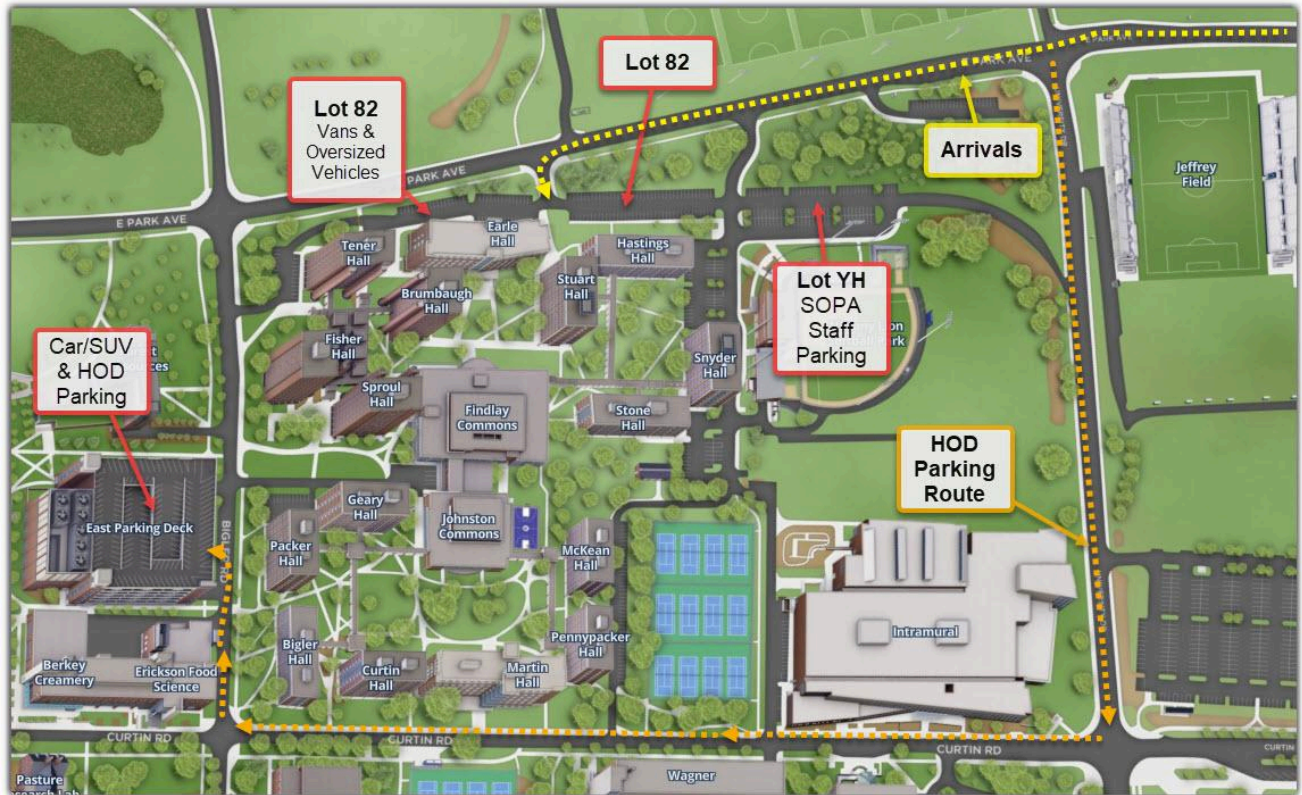 E PARK AVE
E PARK AVE
Lot 82
Lot 82
Vans &
Oversized
Vehicles
Arrivals
Jeffrey
Field
PARK AVE
E PARK AVE
Earle
Hall
Tener
Hall
Hastings
Hall
Stuart
Hall
Brumbaugh
Hall
Lot YH
SOPA
Staff
Parking
Car/SUV
& HOD
Parking
Fisher
Hall
Snyder
Hall
Sproul
Hall
Findlay
Commons
Stone
Hall
HOD
Parking
Route
Geary
Hall
Johnston
Commons
East Parking Deck
BIGLER RD
Packer
Hall
McKean
Hall
Intramural
Bigler
Hall
Pennypacker
Hall
Berkey
Creamery
Erickson Food
Science
Curtin
Hall
Martin
Hall
CURTIN RD
CURTIN RD
CURTIN
Pasture
Wagner